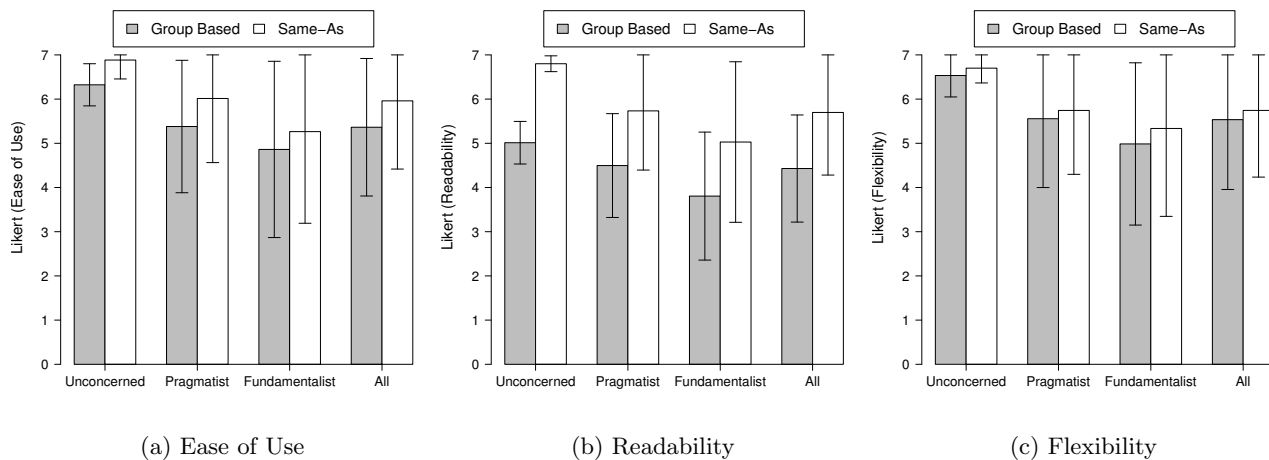 Group Based Same−As
Likert (Ease of Use)
7
6
5
4
3
2
1
0
Unconcerned Pragmatist Fundamentalist All
(a) Ease of Use
Group Based Same−As
Likert (Readability)
7
6
5
4
3
2
1
0
Unconcerned Pragmatist Fundamentalist All
(b) Readability
Group Based Same−As
Likert (Flexibility)
7
6
5
4
3
2
1
0
Unconcerned Pragmatist Fundamentalist All
(c) Flexibility